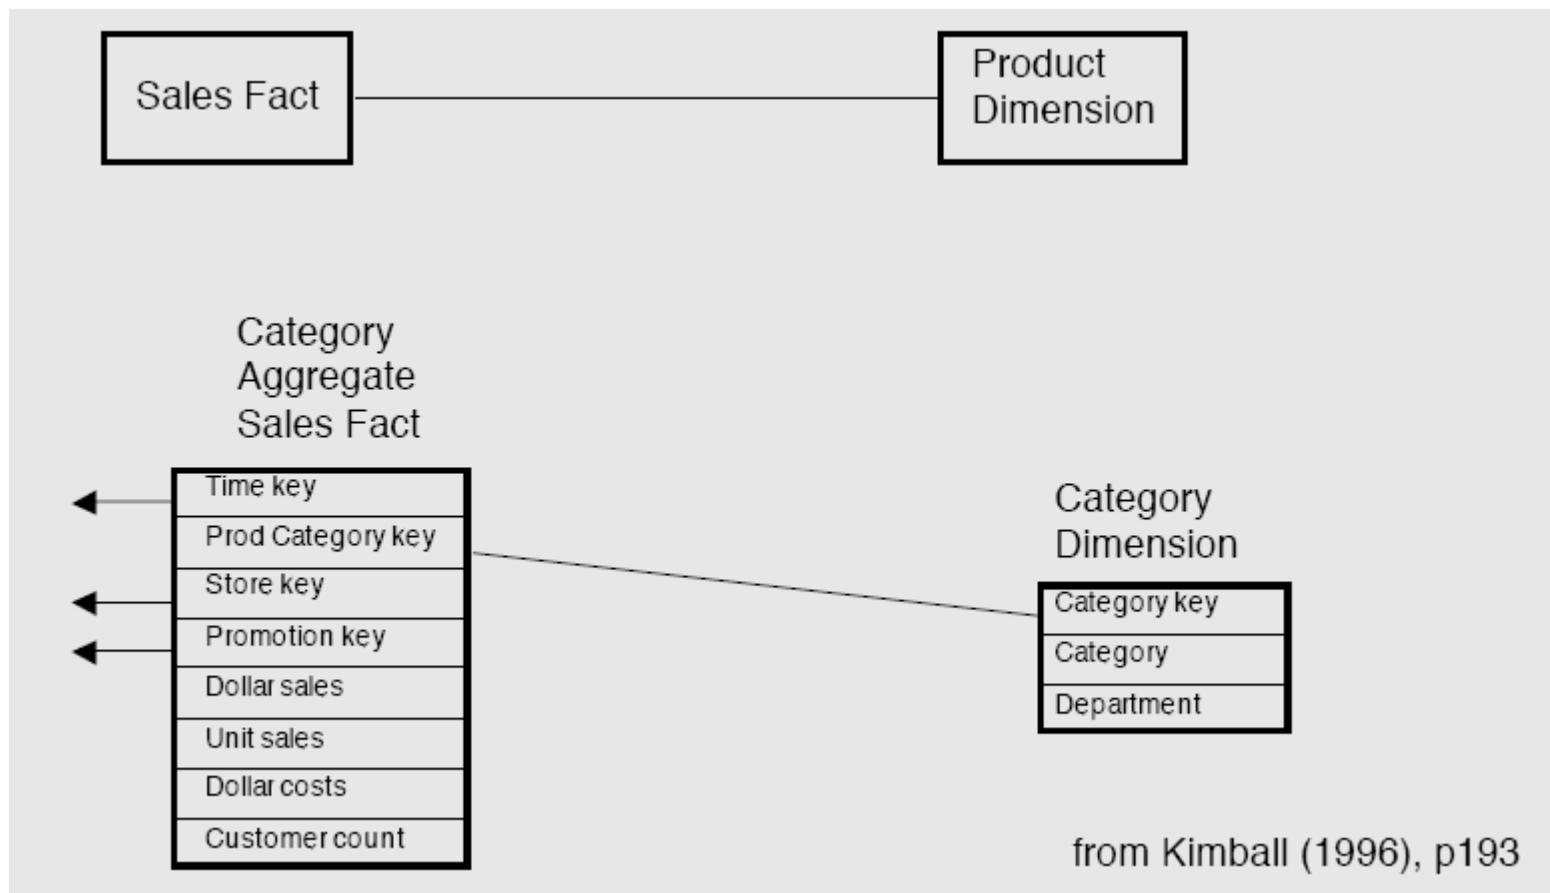 Sales Fact
Product
Dimension
Category
Aggregate
Sales Fact
Time key
Prod Category key
Store key
Promotion key
Dollar sales
Unit sales
Dollar costs
Customer count
Category
Dimension
Category key
Category
Department
from Kimball (1996), p193